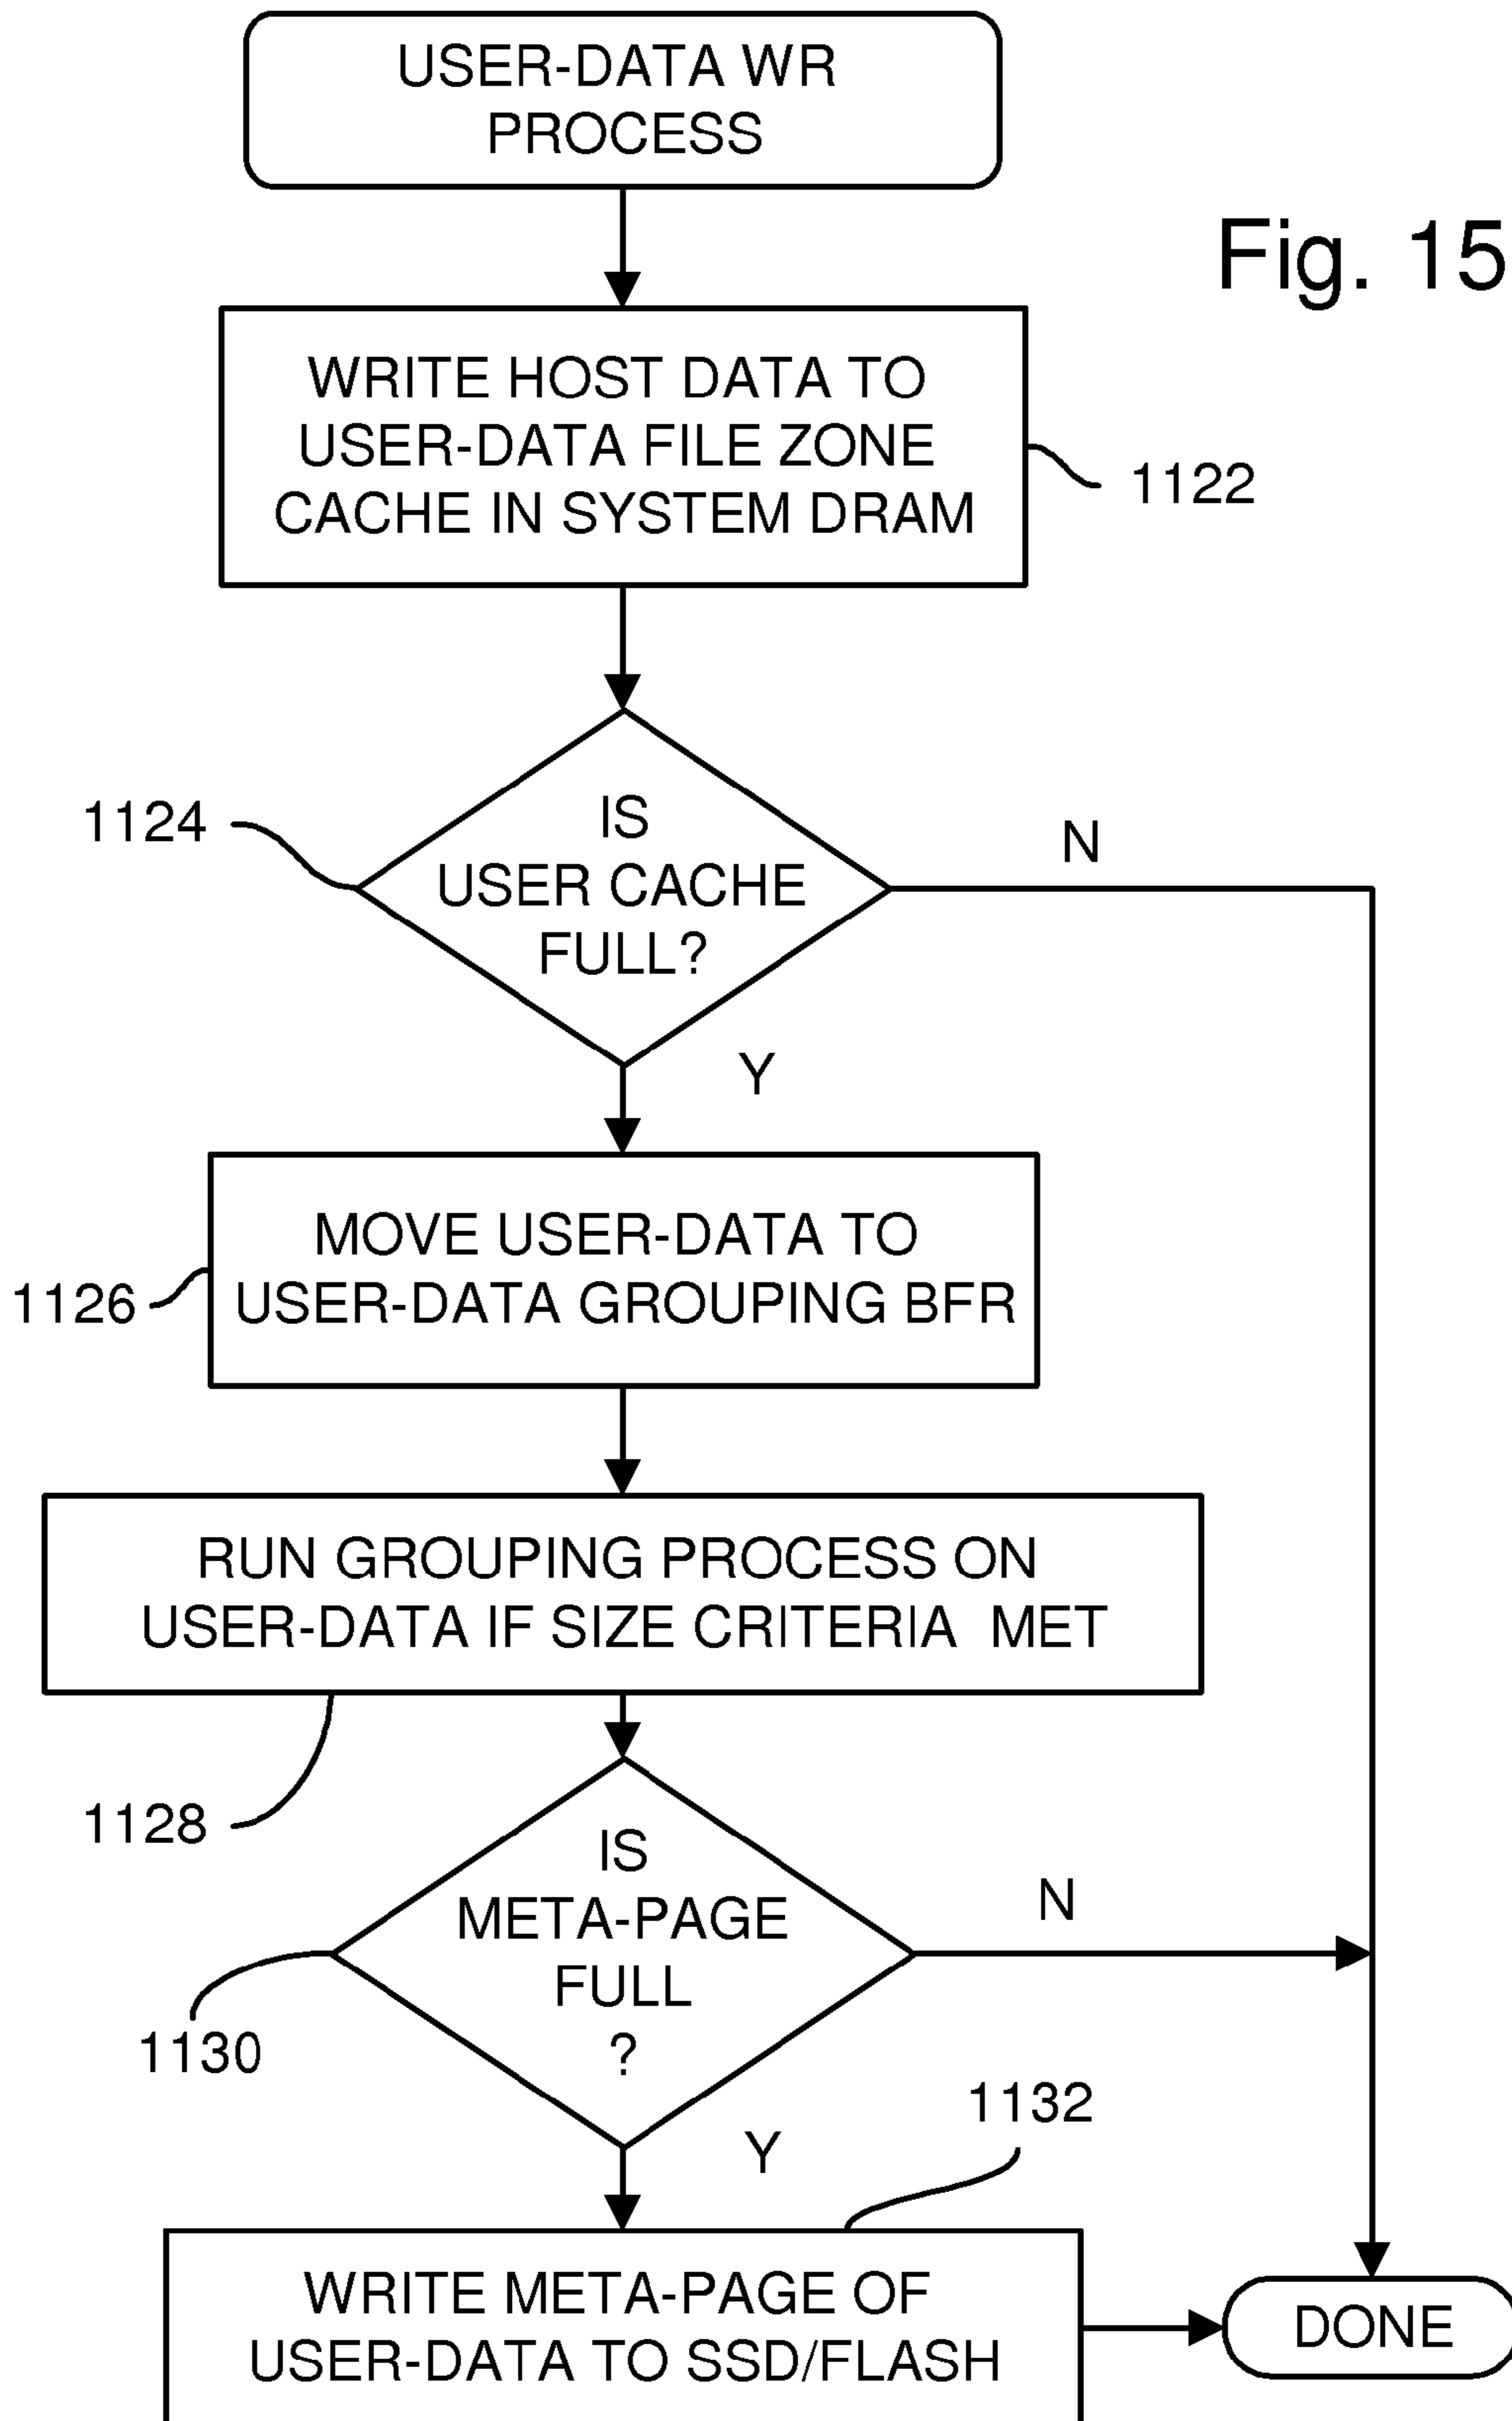 USER-DATA WR
PROCESS
Fig. 15
WRITE HOST DATA TO
USER-DATA FILE ZONE
CACHE IN SYSTEM DRAM
1122
1124
IS
USER CACHE
FULL?
N
Y
MOVE USER-DATA TO
USER-DATA GROUPING BFR
1126
RUN GROUPING PROCESS ON
USER-DATA IF SIZE CRITERIA MET
1128
IS
META-PAGE
FULL
?
N
1130
1132
Y
WRITE META-PAGE OF
USER-DATA TO SSD/FLASH
DONE